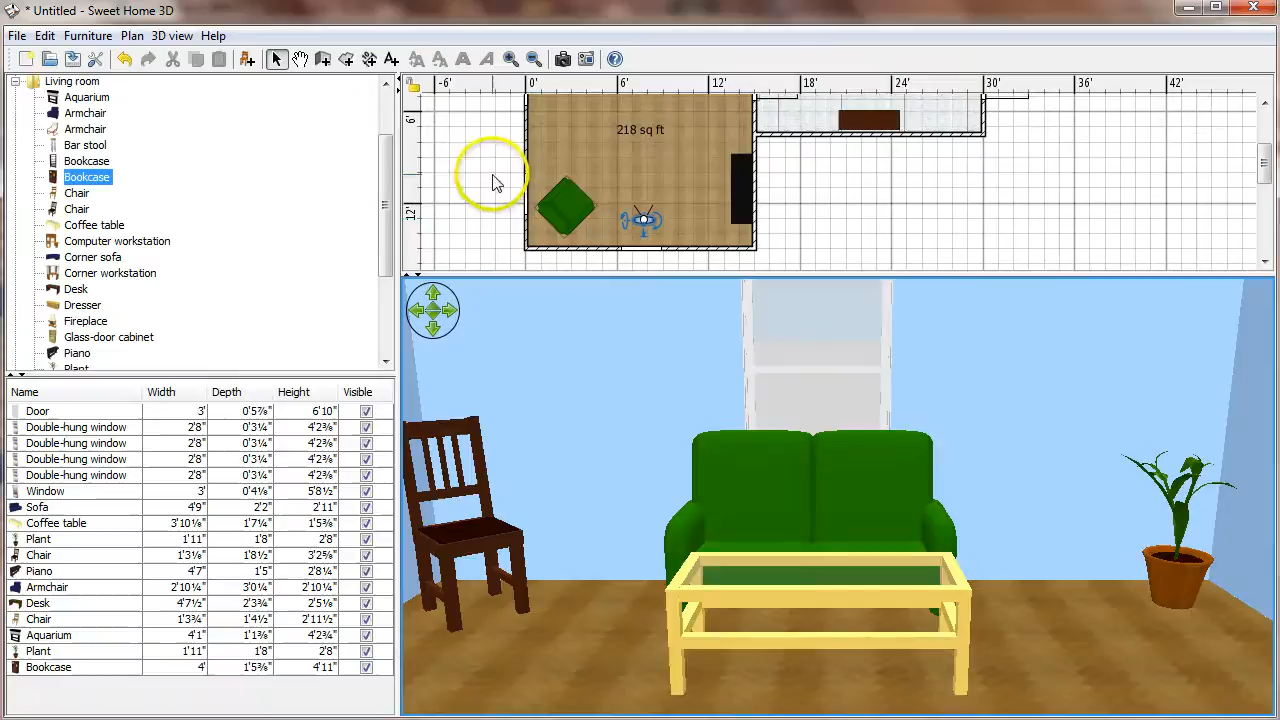 * Untitled - Sweet Home 3D
File Edit Furniture Plan 3D view Help
Living room
Aquarium
Armchair
Armchair
Bar stool
Bookcase
Bookcase
Chair
Chair
Coffee table
Computer workstation
Corner sofa
Corner workstation
Desk
Dresser
Fireplace
Glass-door cabinet
Piano
Plant
-6' 0' 6' 12' 18' 24' 30' 36' 42'
6'
12'
218 sq ft
Name Width Depth Height Visible
Door 3' 0'5⅞" 6'10"
Double-hung window 2'8" 0'3¼" 4'2⅜"
Double-hung window 2'8" 0'3¼" 4'2⅜"
Double-hung window 2'8" 0'3¼" 4'2⅜"
Double-hung window 2'8" 0'3¼" 4'2⅜"
Window 3' 0'4⅛" 5'8½"
Sofa 4'9" 2'2" 2'11"
Coffee table 3'10⅛" 1'7¼" 1'5⅜"
Plant 1'11" 1'8" 2'8"
Chair 1'3⅛" 1'8½" 3'2⅝"
Piano 4'7" 1'5" 2'8¼"
Armchair 2'10¼" 3'0¼" 2'10¼"
Desk 4'7½" 2'3¾" 2'5⅛"
Chair 1'3¾" 1'4½" 2'11½"
Aquarium 4'1" 1'1⅜" 4'2¾"
Plant 1'11" 1'8" 2'8"
Bookcase 4' 1'5⅜" 4'11"